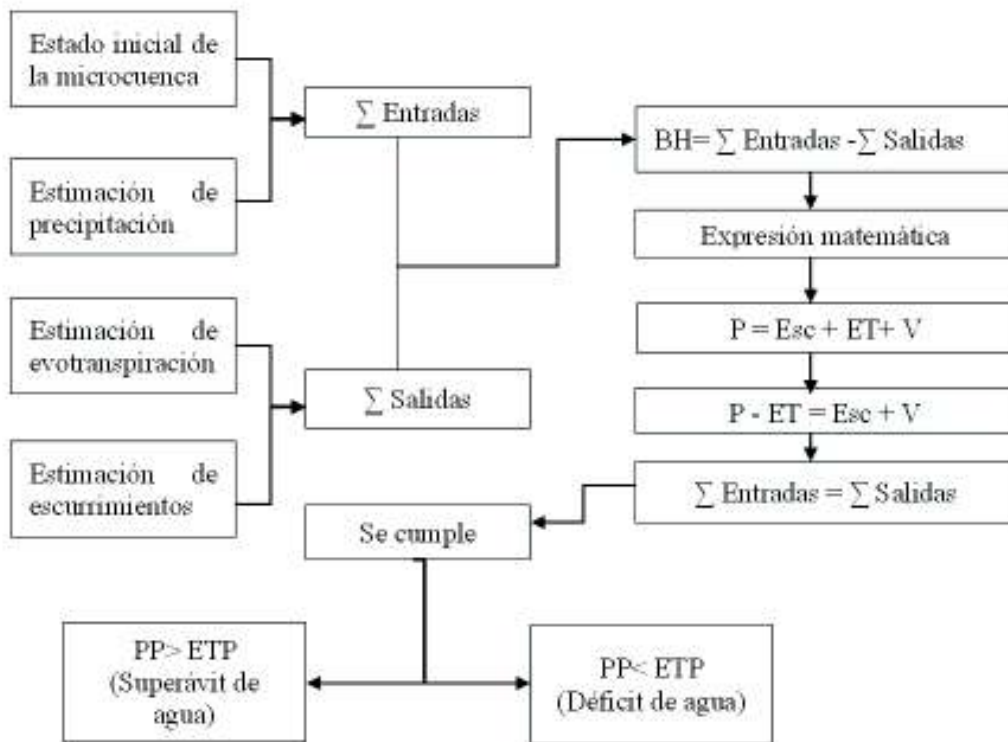 Estado inicial de
la microcuenca
Estimación de
precipitación
∑ Entradas
Estimación de
evotranspiración
Estimación de
escurrimientos
∑ Salidas
BH= ∑ Entradas -∑ Salidas
Expresión matemática
P = Esc + ET+ V
P - ET = Esc + V
∑ Entradas = ∑ Salidas
Se cumple
PP> ETP
(Superávit de
agua)
PP< ETP
(Déficit de agua)